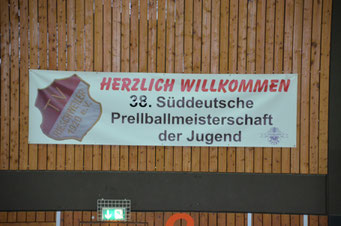 HERZLICH WILLKOMMEN
38. Süddeutsche
Prellballmeisterschaft
der Jugend